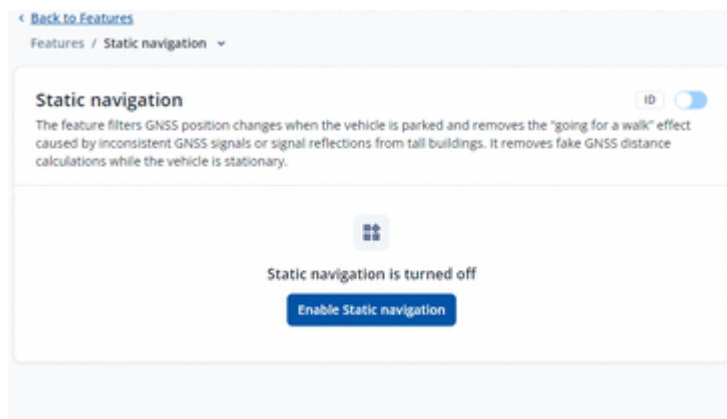 ‹ Back to Features
Features / Static navigation
Static navigation
ID
The feature filters GNSS position changes when the vehicle is parked and removes the "going for a walk" effect
caused by inconsistent GNSS signals or signal reflections from tall buildings. It removes fake GNSS distance
calculations while the vehicle is stationary.
Static navigation is turned off
Enable Static navigation